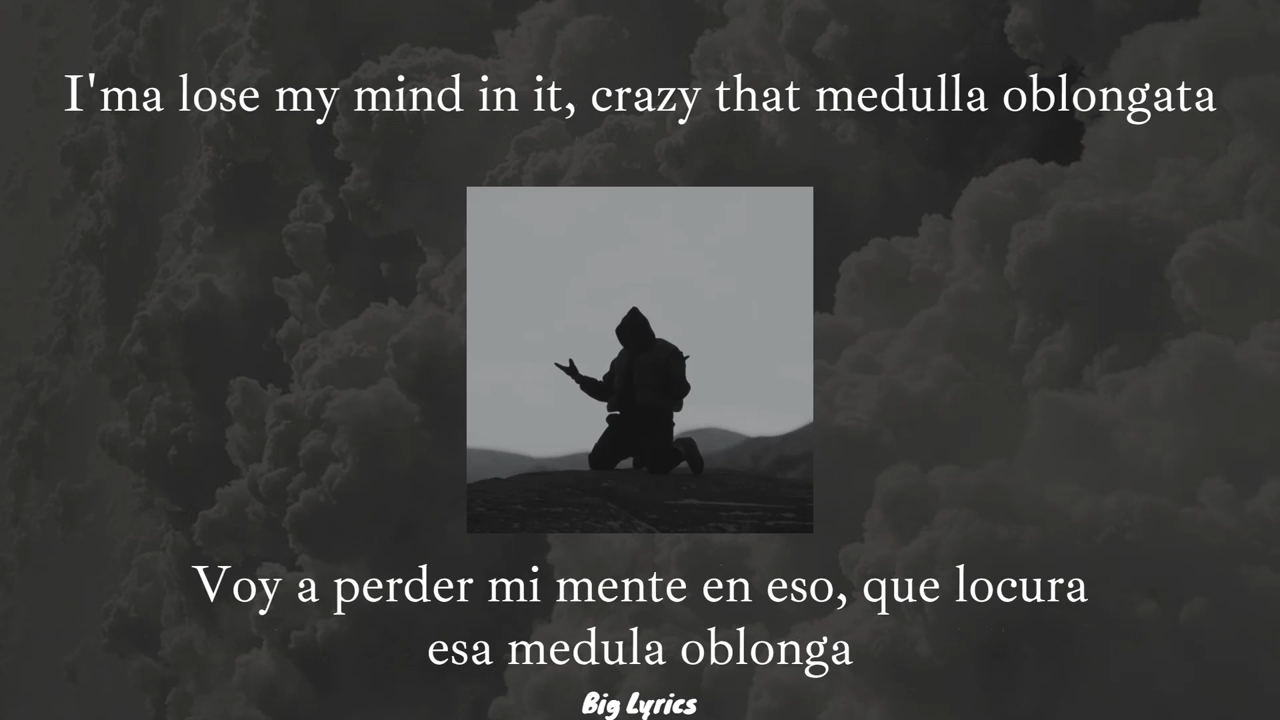 I'ma lose my mind in it, crazy that medulla oblongata
Voy a perder mi mente en eso, que locura
esa medula oblonga
Big Lyrics